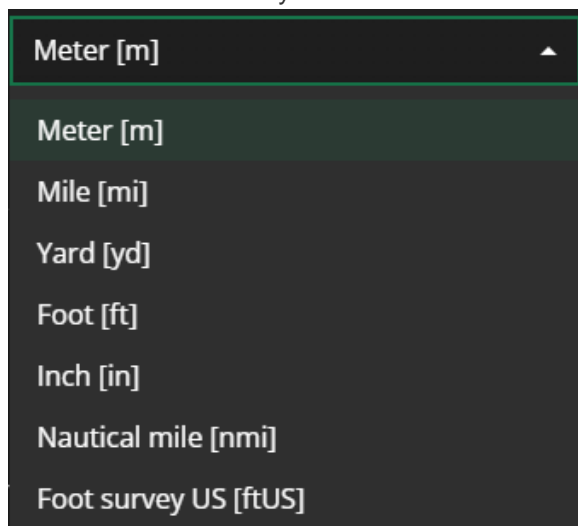 Meter [m]
Meter [m]
Mile [mi]
Yard [yd]
Foot [ft]
Inch [in]
Nautical mile [nmi]
Foot survey US [ftUS]